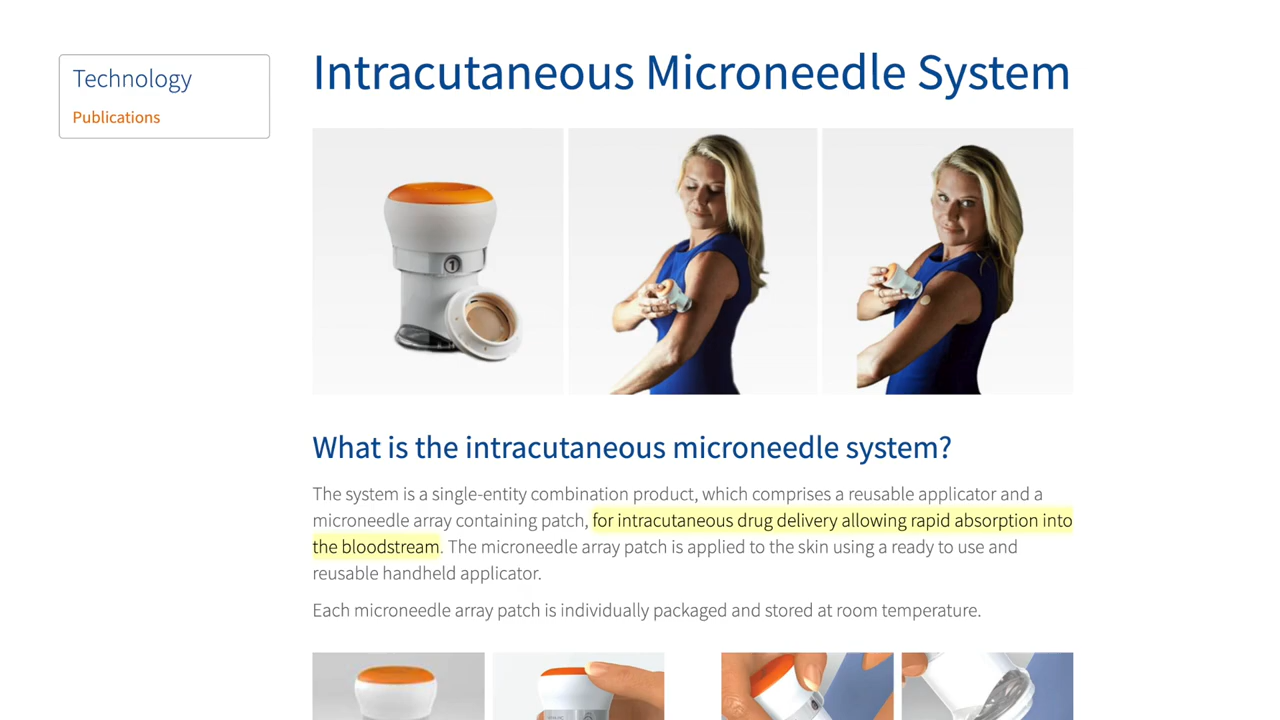 Technology
Publications
Intracutaneous Microneedle System
1
What is the intracutaneous microneedle system?
The system is a single-entity combination product, which comprises a reusable applicator and a
microneedle array containing patch, for intracutaneous drug delivery allowing rapid absorption into
the bloodstream. The microneedle array patch is applied to the skin using a ready to use and
reusable handheld applicator.
Each microneedle array patch is individually packaged and stored at room temperature.